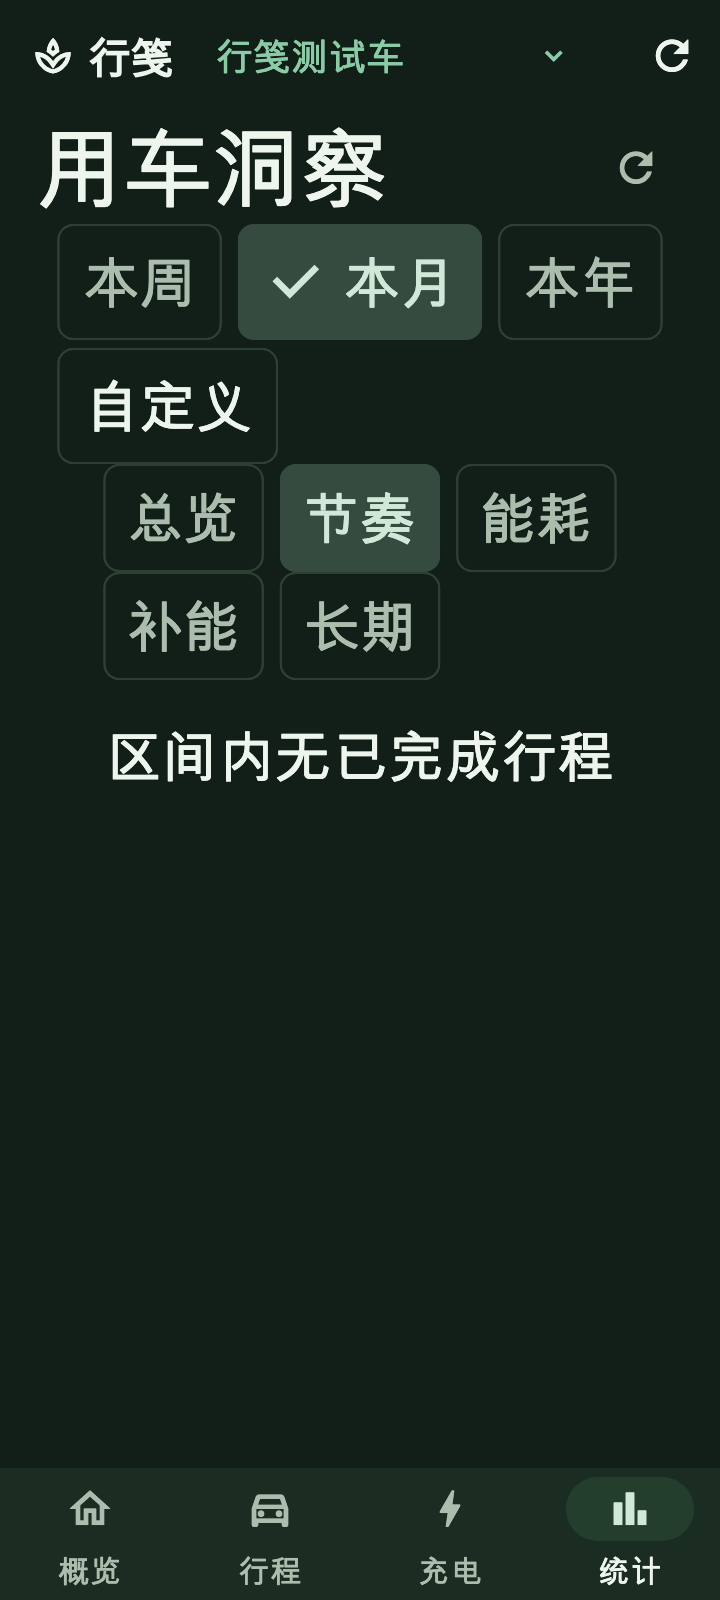 行笺 行笺测试车
用车洞察
本周 本月 本年
自定义
总览 节奏 能耗
补能 长期
区间内无已完成行程
概览 行程 充电 统计